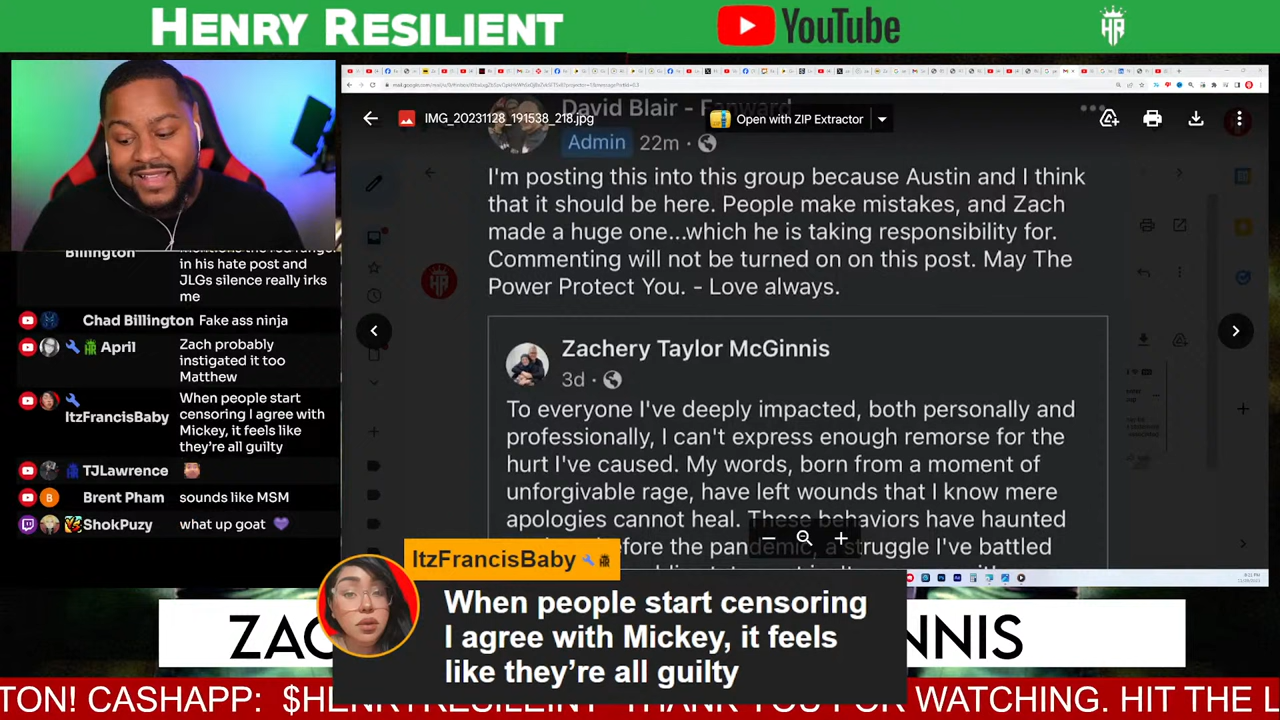 HENRY RESILIENT
YouTube
HR
IMG_20231128_191538_218.jpg
Open with ZIP Extractor
David Blair - Fanward
Admin 22m
I'm posting this into this group because Austin and I think
that it should be here. People make mistakes, and Zach
made a huge one...which he is taking responsibility for.
Commenting will not be turned on on this post. May The
Power Protect You. - Love always.
Zachery Taylor McGinnis
3d
To everyone I've deeply impacted, both personally and
professionally, I can't express enough remorse for the
hurt I've caused. My words, born from a moment of
unforgivable rage, have left wounds that I know mere
apologies cannot heal. These behaviors have haunted
before the pandemic, a struggle I've battled
Billington
in his hate post and
JLGs silence really irks
me
Chad Billington Fake ass ninja
April Zach probably
instigated it too
Matthew
ItzFrancisBaby When people start
censoring I agree with
Mickey, it feels like
they're all guilty
TJLawrence
Brent Pham sounds like MSM
ShokPuzy what up goat
ItzFrancisBaby
When people start censoring
I agree with Mickey, it feels
like they're all guilty
ZAC
NNIS
TON! CASHAPP: $HENRYRESILEINT THANK YOU FOR WATCHING. HIT THE L